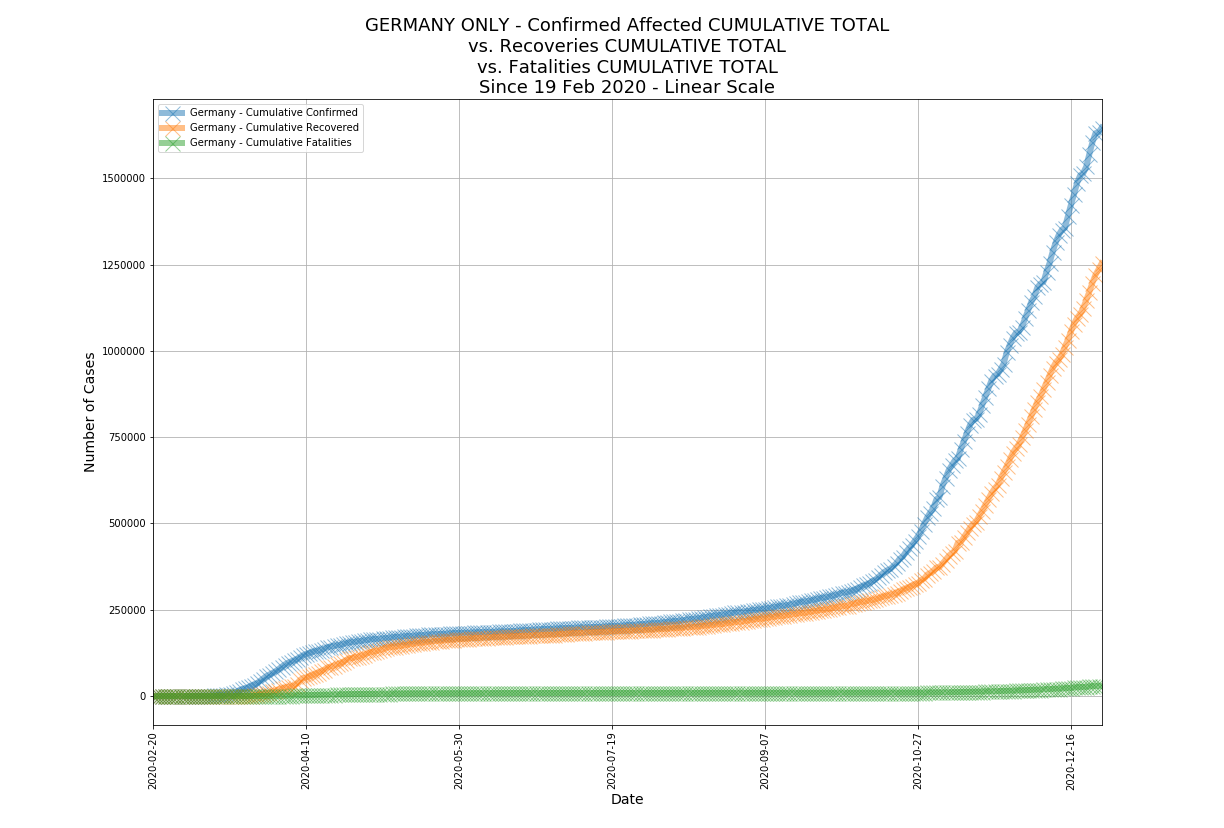 GERMANY ONLY - Confirmed Affected CUMULATIVE TOTAL
vs. Recoveries CUMULATIVE TOTAL
vs. Fatalities CUMULATIVE TOTAL
Since 19 Feb 2020 - Linear Scale
Germany - Cumulative Confirmed
Germany - Cumulative Recovered
Germany - Cumulative Fatalities
Number of Cases
1500000
1250000
1000000
750000
500000
250000
0
2020-02-20
2020-04-10
2020-05-30
2020-07-19
2020-09-07
2020-10-27
2020-12-16
Date